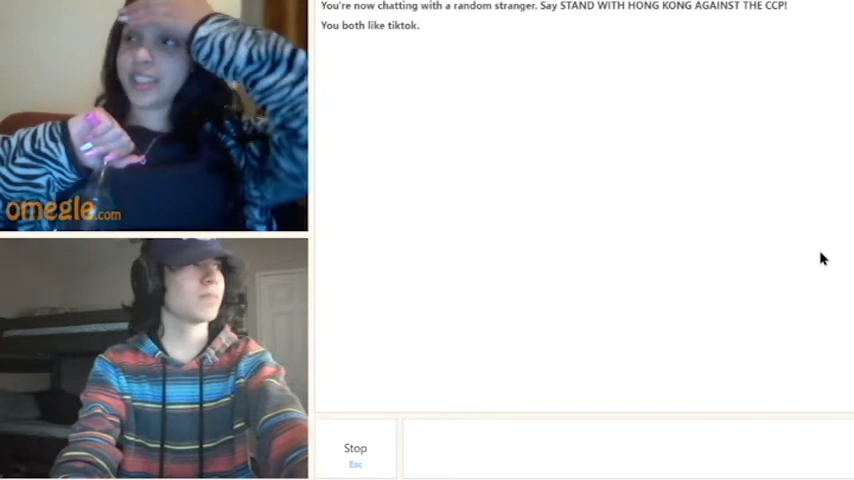 You're now chatting with a random stranger. Say STAND WITH HONG KONG AGAINST THE CCP!
You both like tiktok.
omegle.com
Stop
Esc